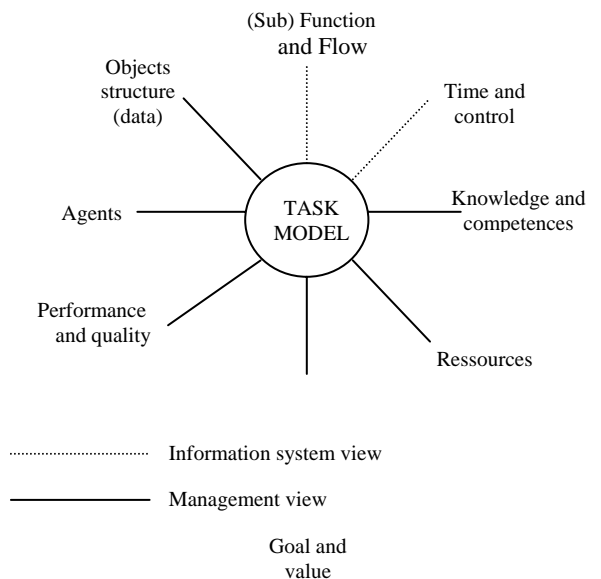 (Sub) Function
and Flow
Objects
structure
(data)
Time and
control
Agents
TASK
MODEL
Knowledge and
competences
Performance
and quality
Ressources
Information system view
Management view
Goal and
value